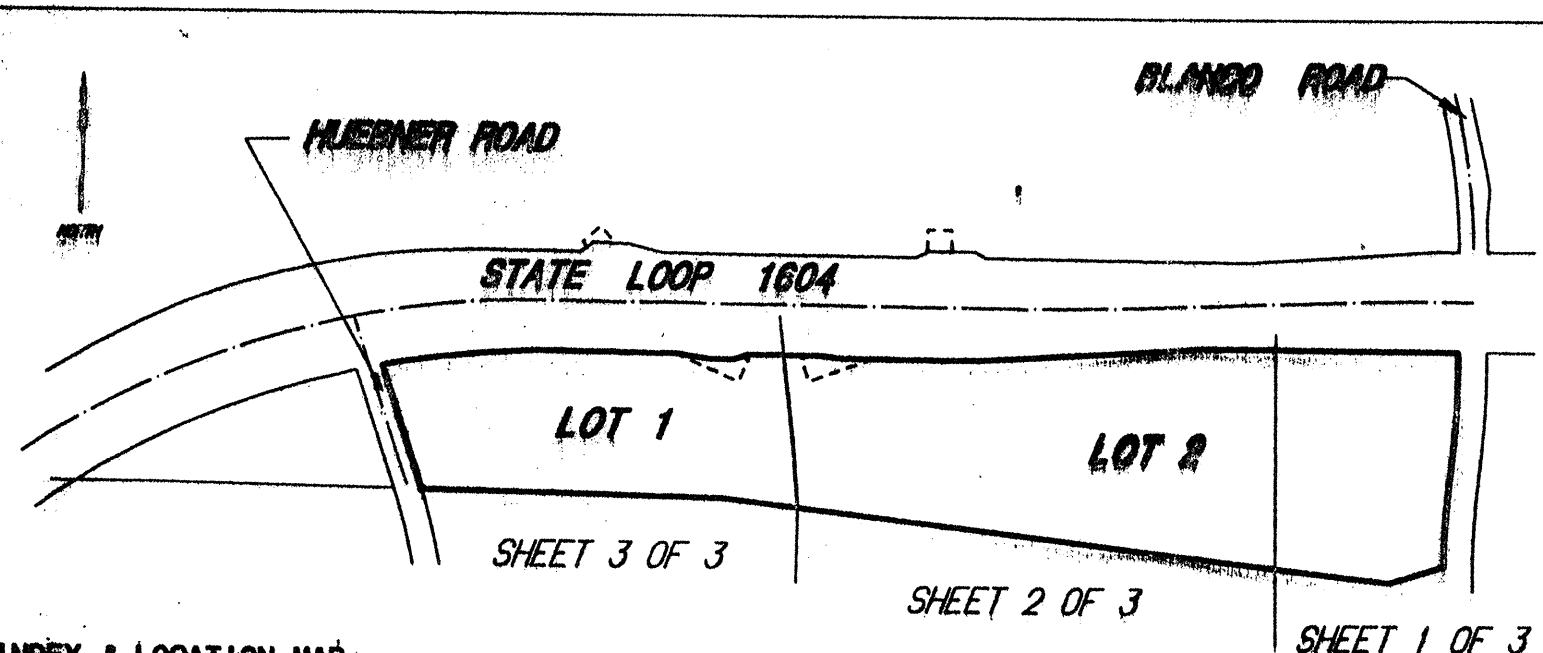 BLANCO ROAD
HUEBNER ROAD
NORTH
STATE LOOP 1604
LOT 1
LOT 2
SHEET 3 OF 3
SHEET 2 OF 3
SHEET 1 OF 3
INDEX & LOCATION MAP